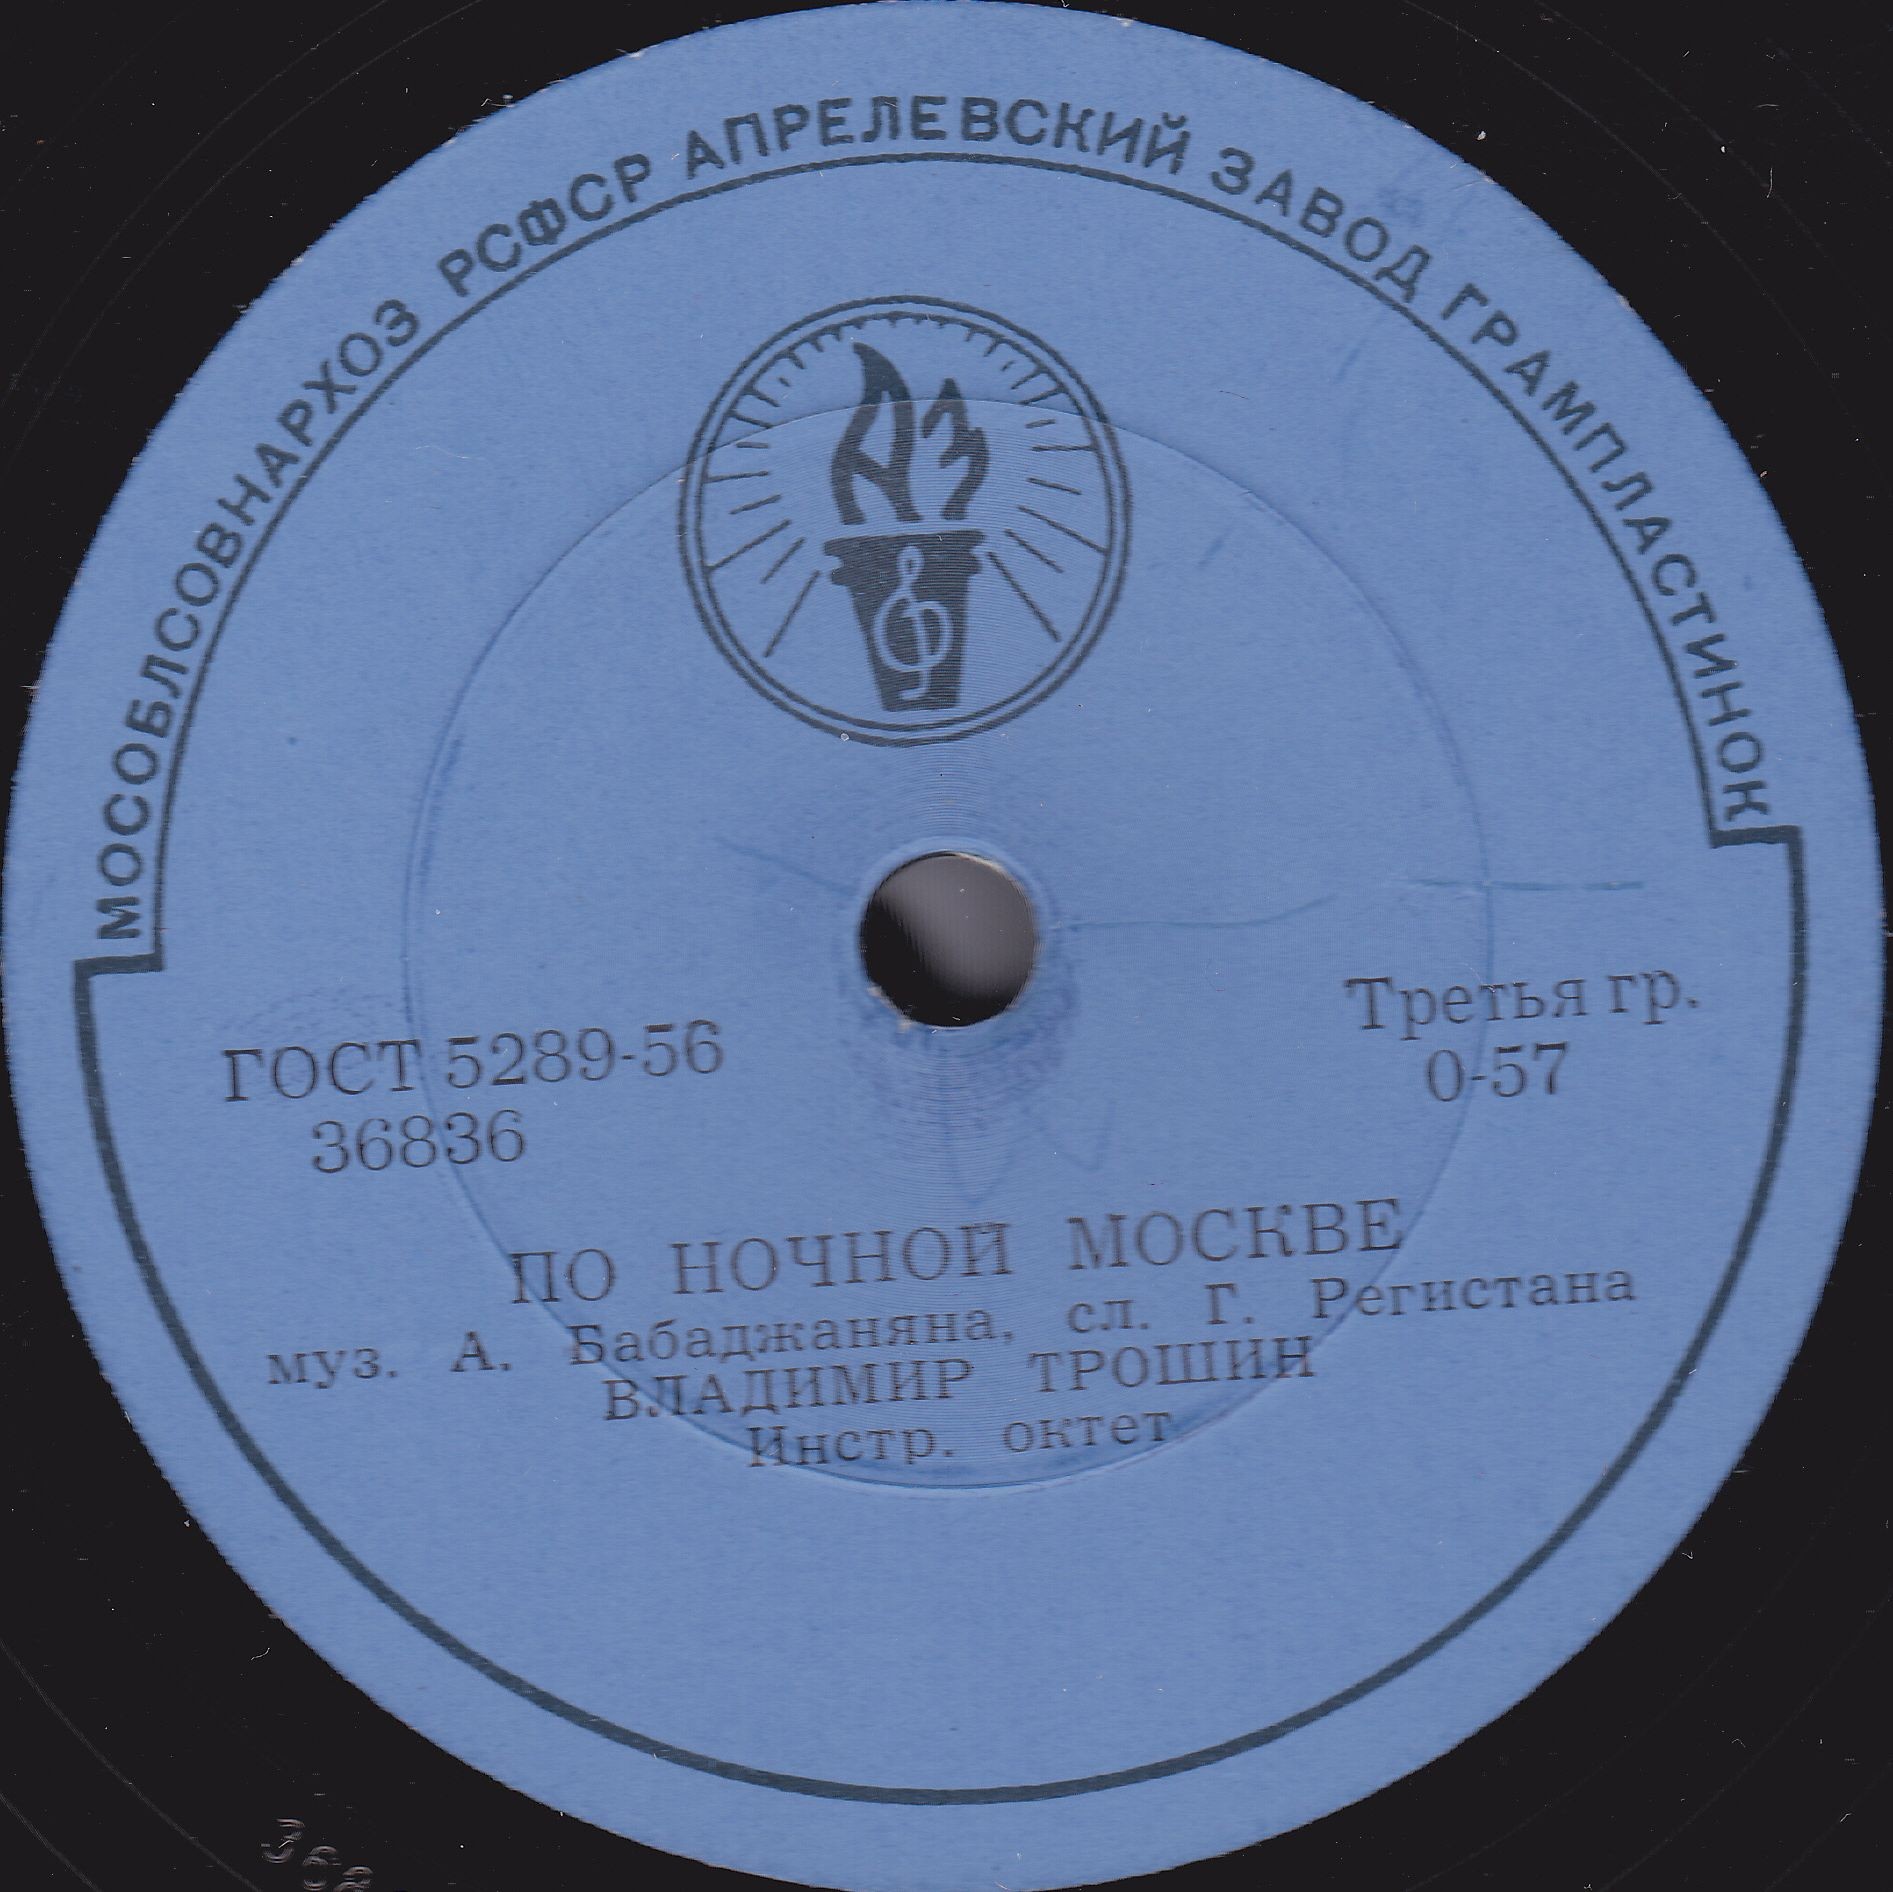 МОСОБЛСОВНАРХОЗ РСФСР АПРЕЛЕВСКИЙ ЗАВОД ГРАМПЛАСТИНОК
АЗ
ГОСТ 5289-56
36836
Третья гр.
0-57
ПО НОЧНОЙ МОСКВЕ
муз. А. Бабаджаняна, сл. Г. Регистана
ВЛАДИМИР ТРОШИН
Инстр. октет
368